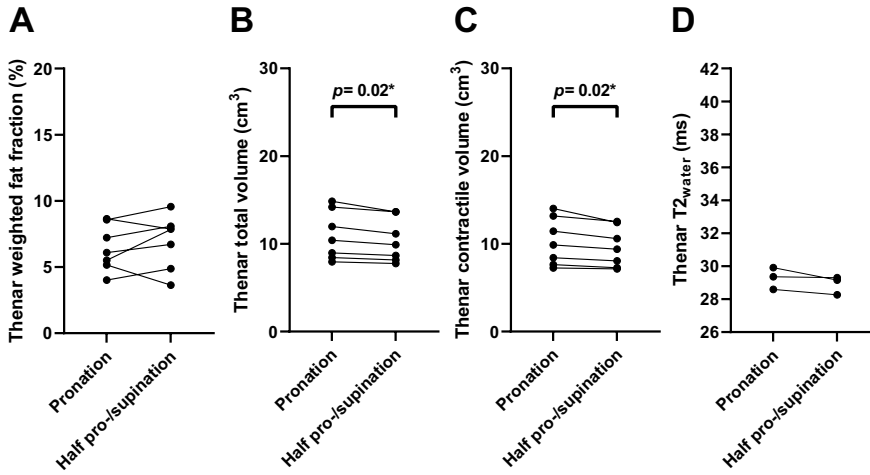 A
Thenar weighted fat fraction (%)
20
15
10
5
0
Pronation
Half pro-/supination
B
Thenar total volume (cm³)
30
20
10
0
p= 0.02*
Pronation
Half pro-/supination
C
Thenar contractile volume (cm³)
30
20
10
0
p= 0.02*
Pronation
Half pro-/supination
D
Thenar T2water (ms)
42
40
38
36
34
32
30
28
26
Pronation
Half pro-/supination